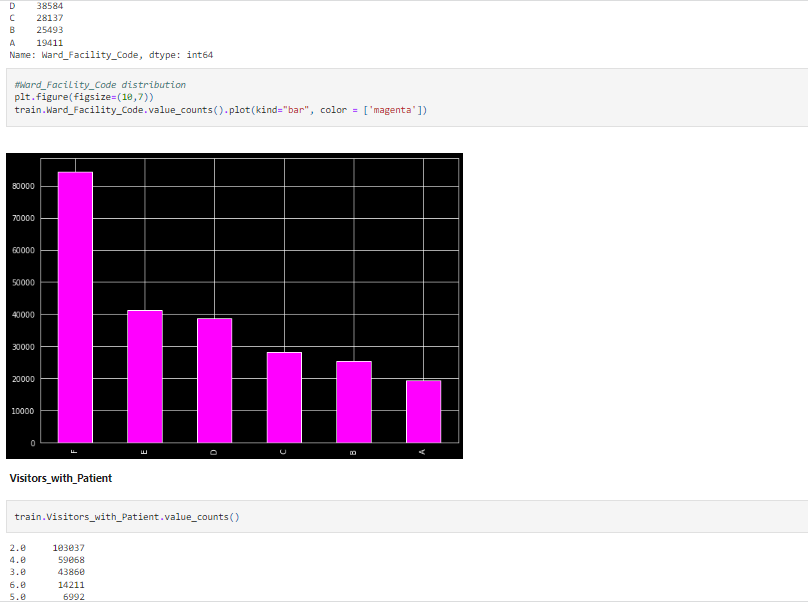 D    38584
C    28137
B    25493
A    19411
Name: Ward_Facility_Code, dtype: int64
#Ward_Facility_Code distribution
plt.figure(figsize=(10,7))
train.Ward_Facility_Code.value_counts().plot(kind="bar", color = ['magenta'])
80000
70000
60000
50000
40000
30000
20000
10000
0
F E D C B A
Visitors_with_Patient
train.Visitors_with_Patient.value_counts()
2.0     103037
4.0      59068
3.0      43860
6.0      14211
5.0       6992